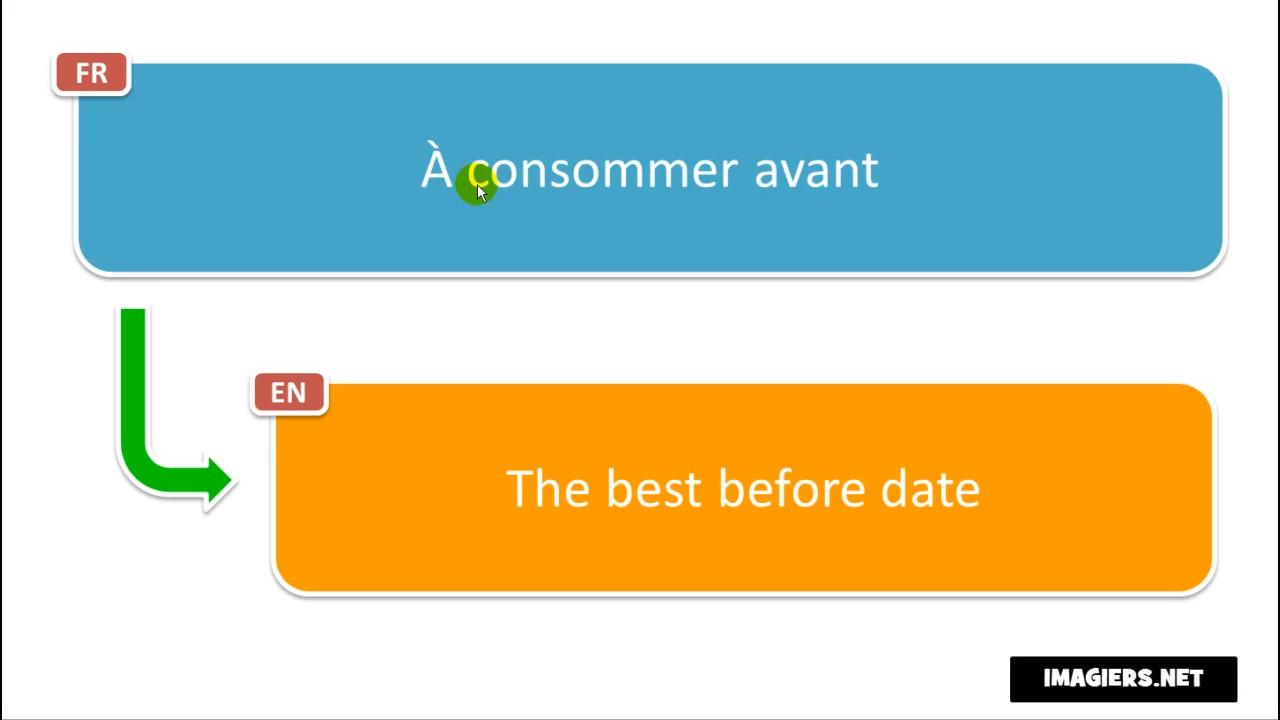 FR
À consommer avant
EN
The best before date
IMAGIERS.NET